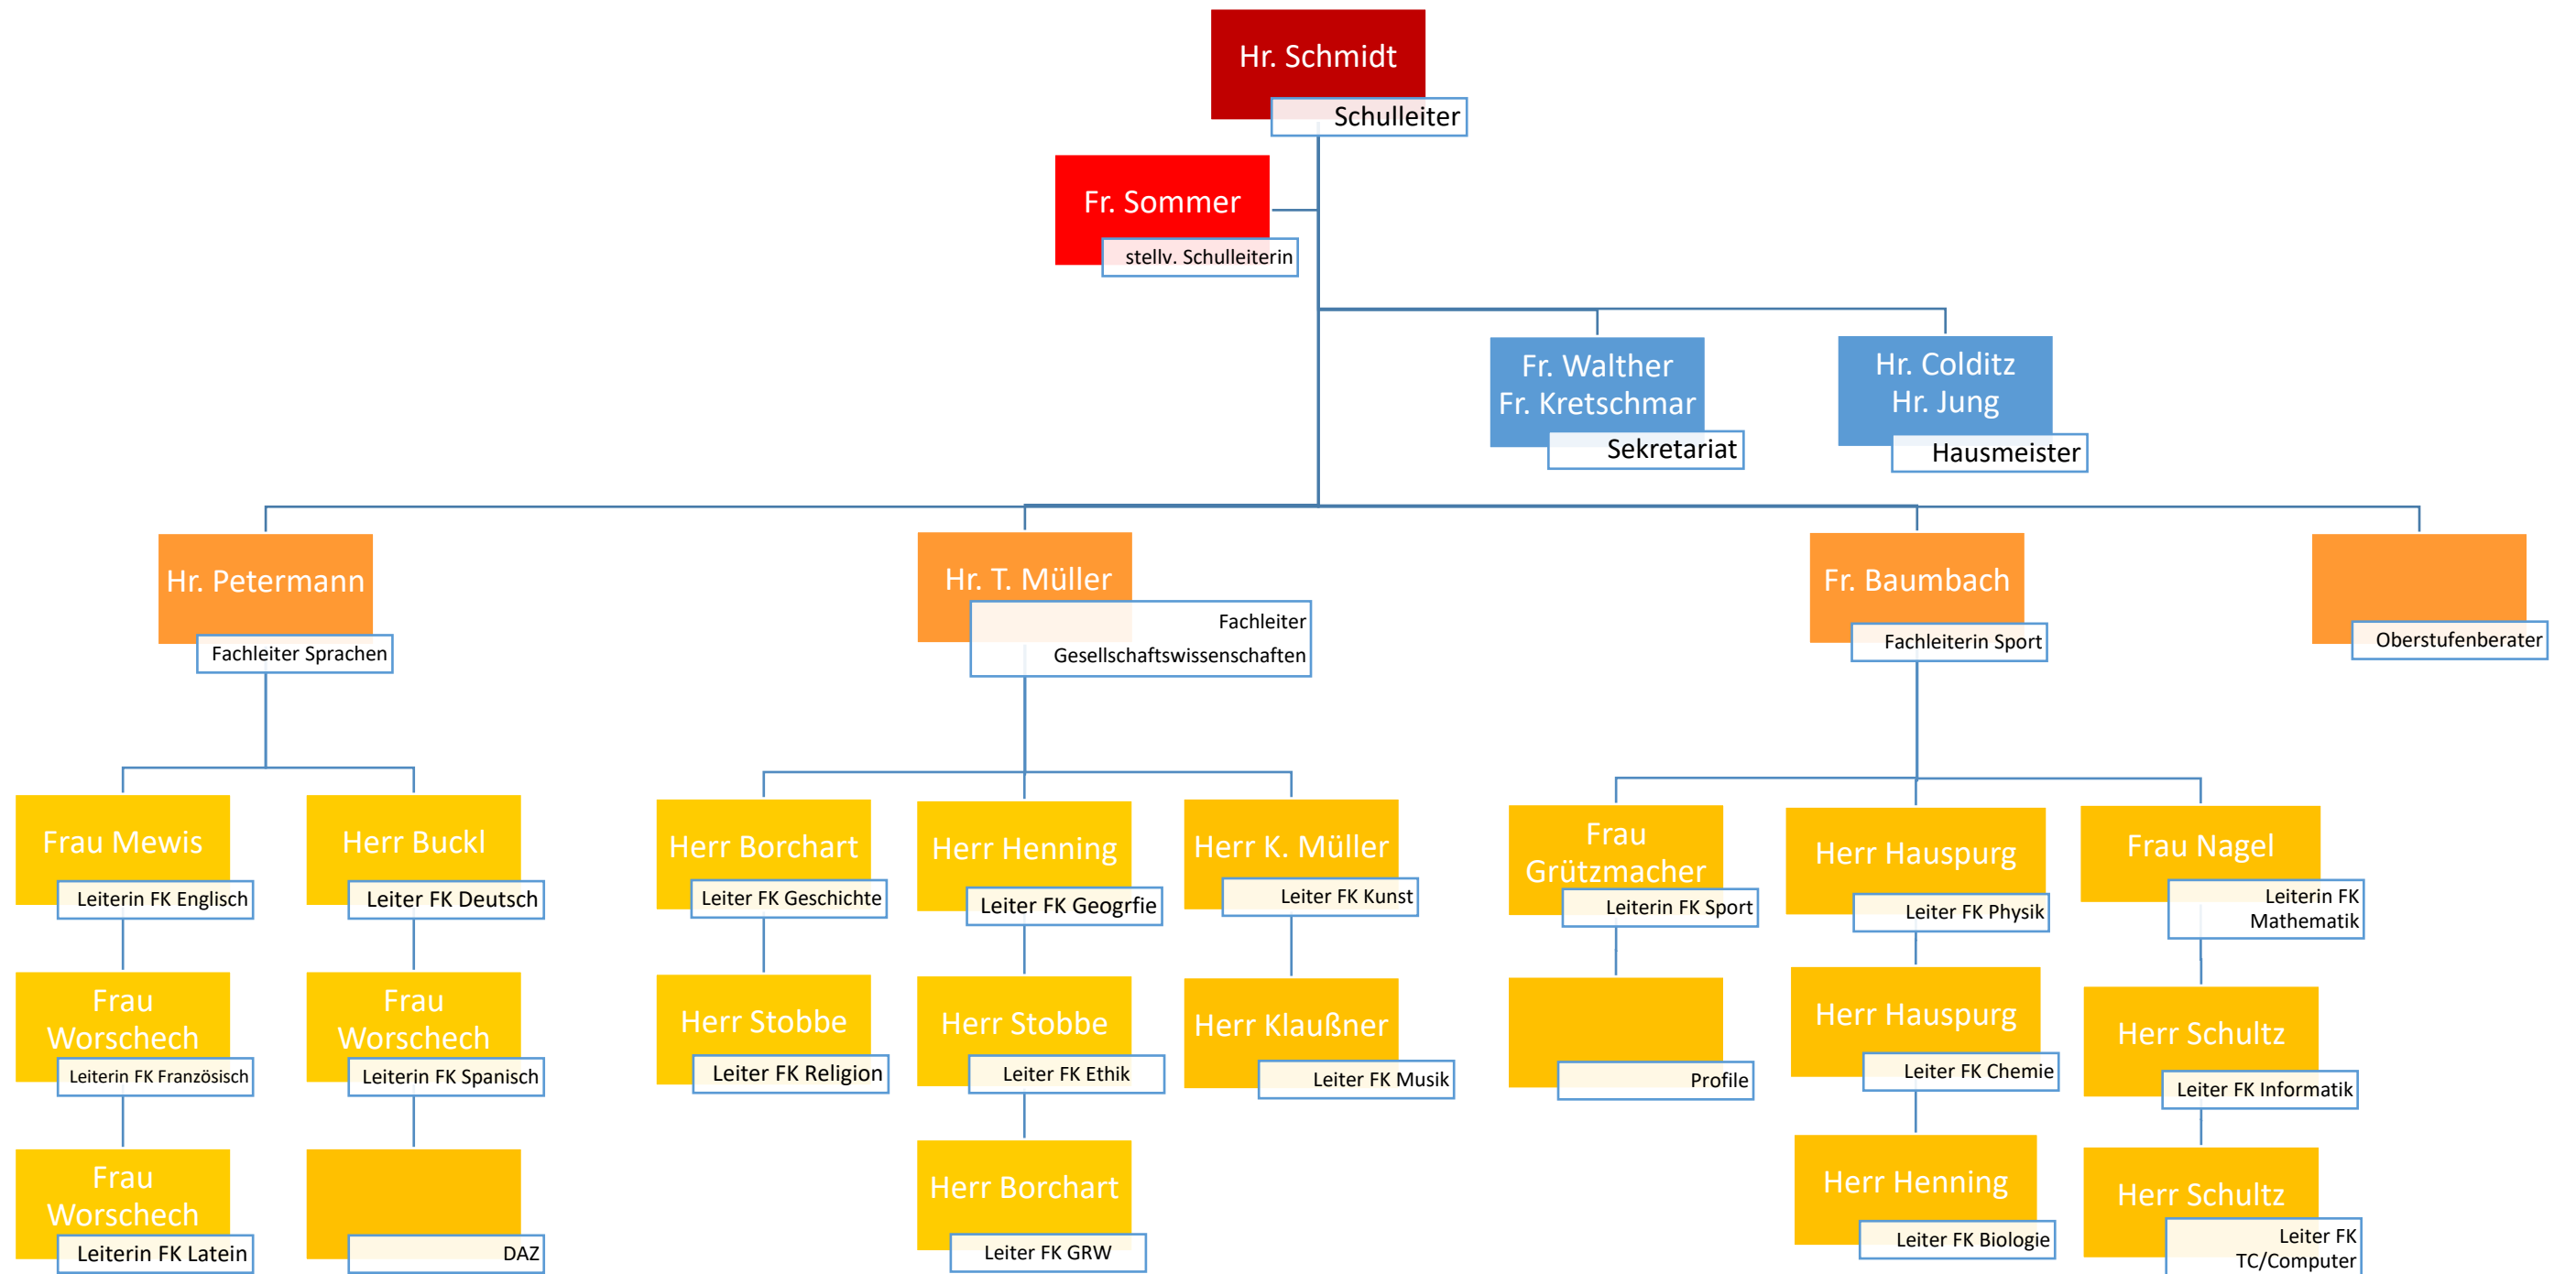 Hr. Schmidt
Schulleiter
Fr. Sommer
stellv. Schulleiterin
Fr. Walther
Fr. Kretschmar
Sekretariat
Hr. Colditz
Hr. Jung
Hausmeister
Hr. Petermann
Fachleiter Sprachen
Hr. T. Müller
Fachleiter
Gesellschaftswissenschaften
Fr. Baumbach
Fachleiterin Sport
Oberstufenberater
Frau Mewis
Leiterin FK Englisch
Herr Buckl
Leiter FK Deutsch
Herr Borchart
Leiter FK Geschichte
Herr Henning
Leiter FK Geogrfie
Herr K. Müller
Leiter FK Kunst
Frau
Grützmacher
Leiterin FK Sport
Herr Hauspurg
Leiter FK Physik
Frau Nagel
Leiterin FK
Mathematik
Frau
Worschech
Leiterin FK Französisch
Frau
Worschech
Leiterin FK Spanisch
Herr Stobbe
Leiter FK Religion
Herr Stobbe
Leiter FK Ethik
Herr Klaußner
Leiter FK Musik
Profile
Herr Hauspurg
Leiter FK Chemie
Herr Schultz
Leiter FK Informatik
Frau
Worschech
Leiterin FK Latein
DAZ
Herr Borchart
Leiter FK GRW
Herr Henning
Leiter FK Biologie
Herr Schultz
Leiter FK
TC/Computer